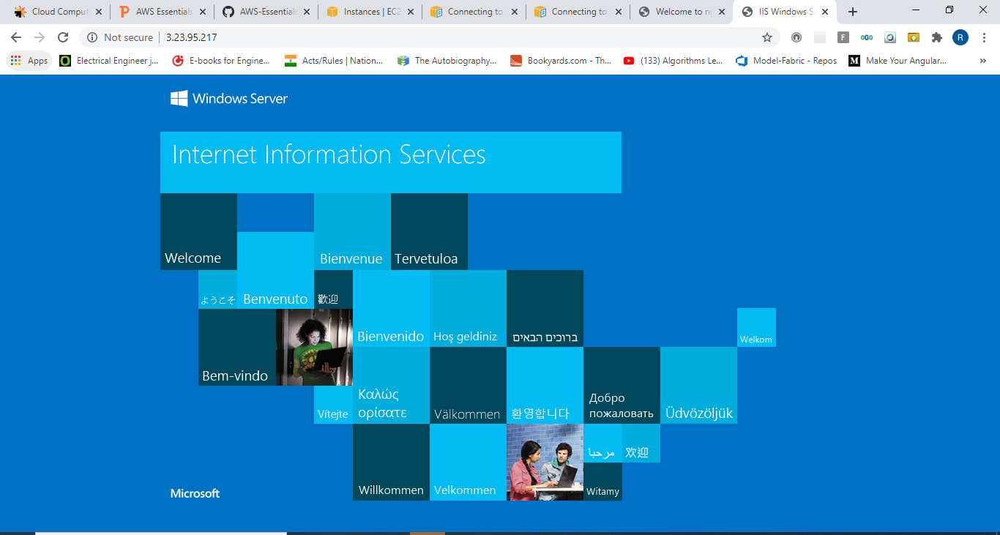 Cloud Comput
AWS Essentials
AWS-Essentials
Instances | EC2
Connecting to
Connecting to
Welcome to ng
IIS Windows Se
Not secure
3.23.95.217
F
R
Apps
Electrical Engineer j...
E-books for Engine...
Acts/Rules | Nation...
The Autobiography...
Bookyards.com - Th...
(133) Algorithms Le...
Model-Fabric - Repos
M
Make Your Angular...
»
Windows Server
Internet Information Services
Welcome
Bienvenue
Tervetuloa
ようこそ
Benvenuto
歡迎
Bienvenido
Hoş geldiniz
ברוכים הבאים
Welkom
Bem-vindo
Vítejte
Καλώς
ορίσατε
Välkommen
환영합니다
Добро
пожаловать
Üdvözöljük
Willkommen
Velkommen
مرحبا
欢迎
Witamy
Microsoft